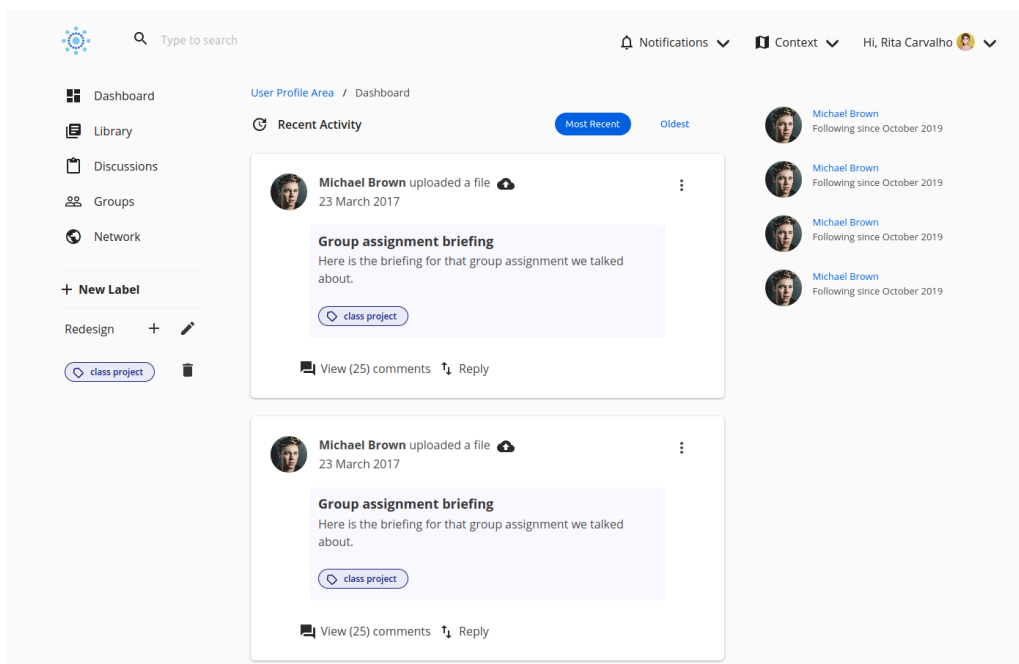 Type to search
Notifications
Context
Hi, Rita Carvalho
Dashboard
Library
Discussions
Groups
Network
New Label
Redesign
class project
User Profile Area / Dashboard
Recent Activity
Most Recent
Oldest
Michael Brown uploaded a file
23 March 2017
Group assignment briefing
Here is the briefing for that group assignment we talked
about.
class project
View (25) comments
Reply
Michael Brown uploaded a file
23 March 2017
Group assignment briefing
Here is the briefing for that group assignment we talked
about.
class project
View (25) comments
Reply
Michael Brown
Following since October 2019
Michael Brown
Following since October 2019
Michael Brown
Following since October 2019
Michael Brown
Following since October 2019